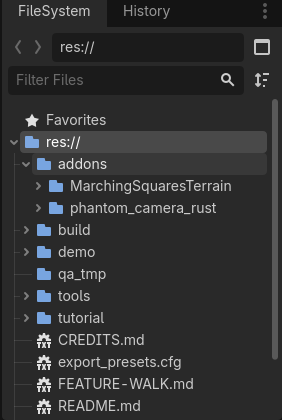 FileSystem History
res://
Filter Files
Favorites
res://
addons
MarchingSquaresTerrain
phantom_camera_rust
build
demo
qa_tmp
tools
tutorial
CREDITS.md
export_presets.cfg
FEATURE-WALK.md
README.md